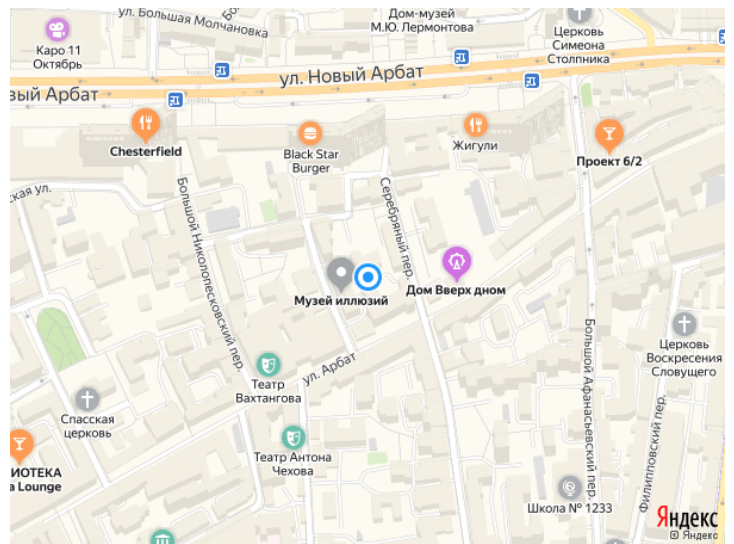 ул. Большая Молчановка
Дом-музей
М.Ю. Лермонтова
Церковь
Симеона
Столпника
Каро 11
Октябрь
ул. Новый Арбат
вый Арбат
Chesterfield
Black Star
Burger
Жигули
Проект 6/2
ская ул.
Большой Николопесковский пер.
Серебряный пер.
Музей иллюзий
Дом Вверх дном
Большой Афанасьевский пер.
Церковь
Воскресения
Словущего
ул. Арбат
Театр
Вахтангова
Спасская
церковь
Театр Антона
Чехова
Филипповский пер.
ИОТЕКА
a Lounge
Школа № 1233
Яндекс
© Яндекс